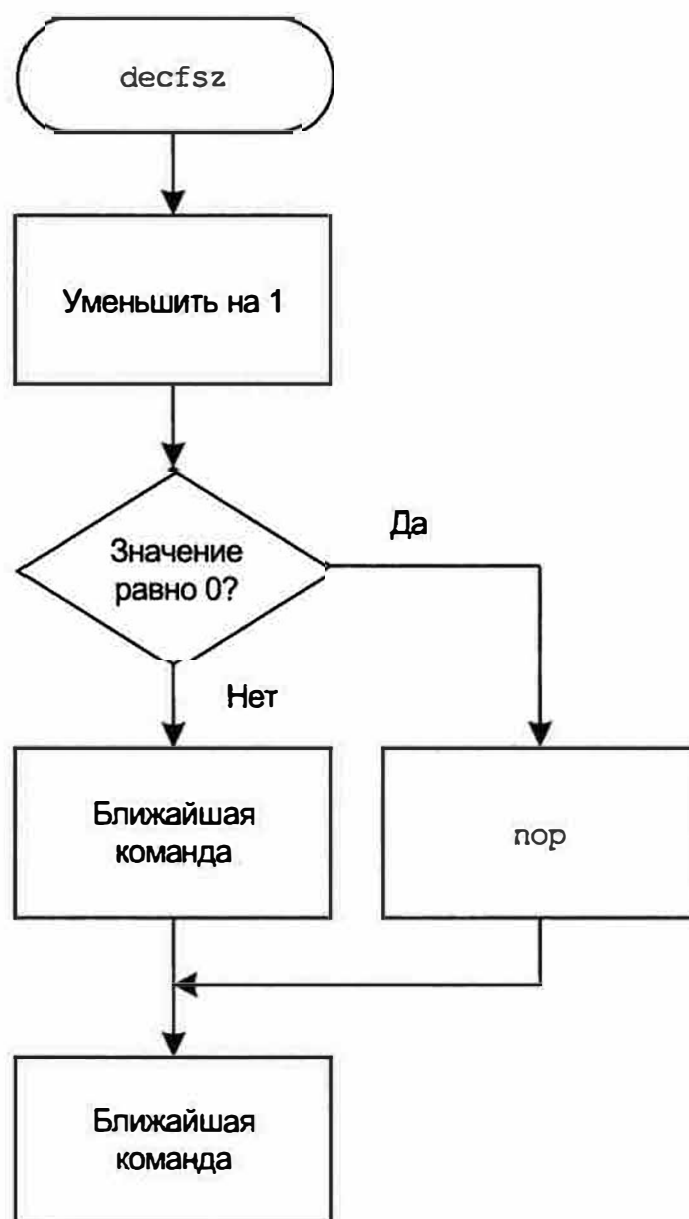 decfsz
Уменьшить на 1
Значение
равно 0?
Да
Нет
Ближайшая
команда
nop
Ближайшая
команда